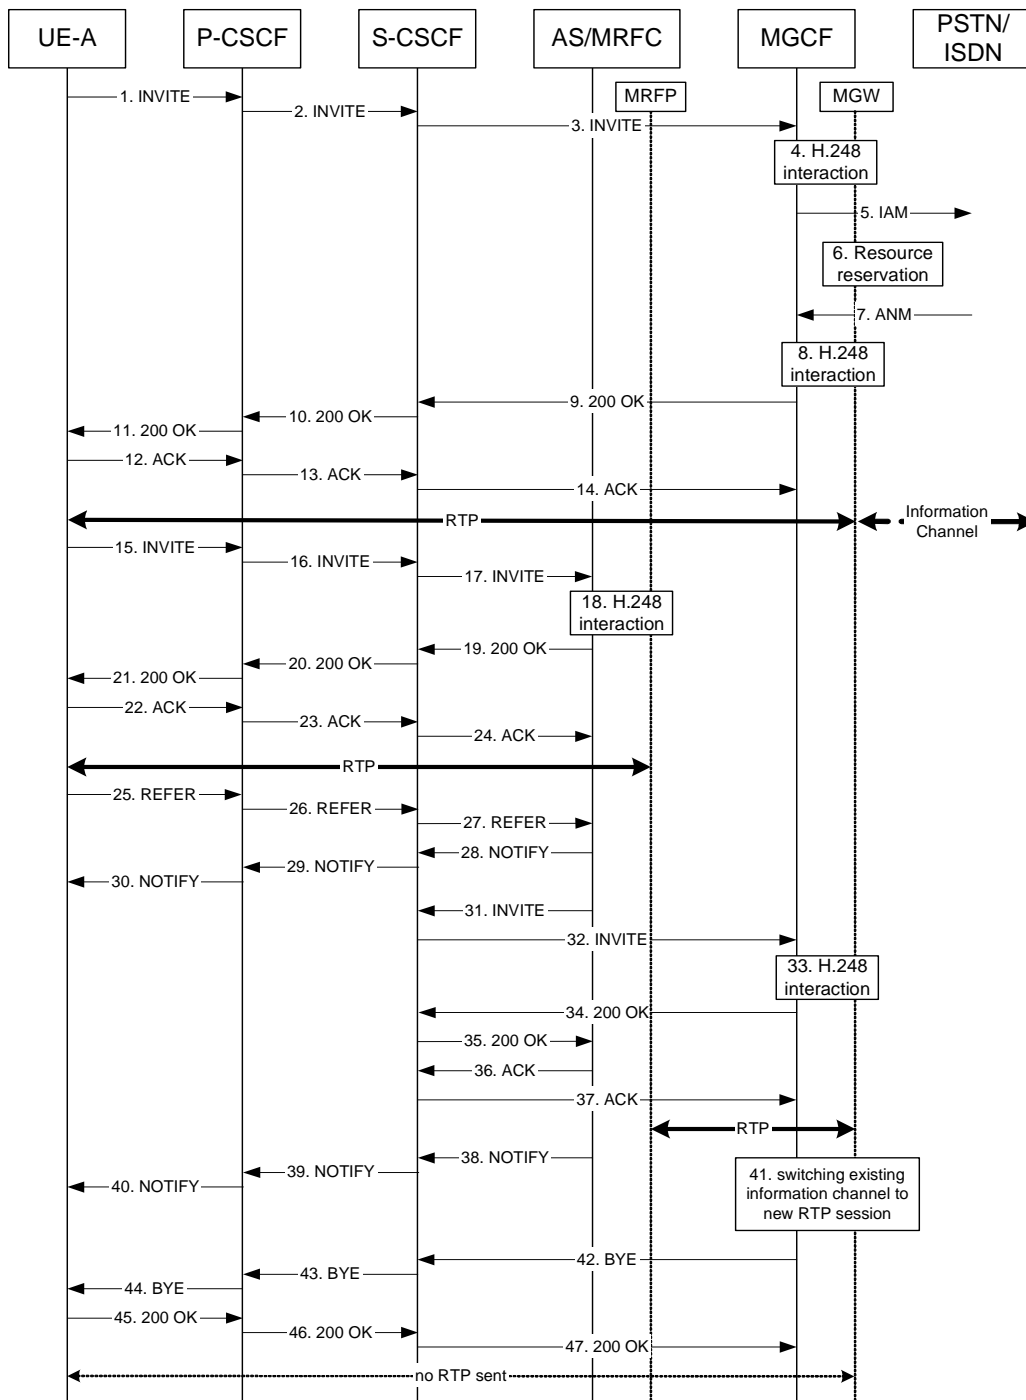 UE-A
P-CSCF
S-CSCF
AS/MRFC
MGCF
PSTN/
ISDN
MRFP
MGW
1. INVITE
2. INVITE
3. INVITE
4. H.248
interaction
5. IAM
6. Resource
reservation
7. ANM
8. H.248
interaction
9. 200 OK
10. 200 OK
11. 200 OK
12. ACK
13. ACK
14. ACK
RTP
Information
Channel
15. INVITE
16. INVITE
17. INVITE
18. H.248
interaction
19. 200 OK
20. 200 OK
21. 200 OK
22. ACK
23. ACK
24. ACK
RTP
25. REFER
26. REFER
27. REFER
28. NOTIFY
29. NOTIFY
30. NOTIFY
31. INVITE
32. INVITE
33. H.248
interaction
34. 200 OK
35. 200 OK
36. ACK
37. ACK
RTP
38. NOTIFY
39. NOTIFY
40. NOTIFY
41. switching existing
information channel to
new RTP session
42. BYE
43. BYE
44. BYE
45. 200 OK
46. 200 OK
47. 200 OK
no RTP sent